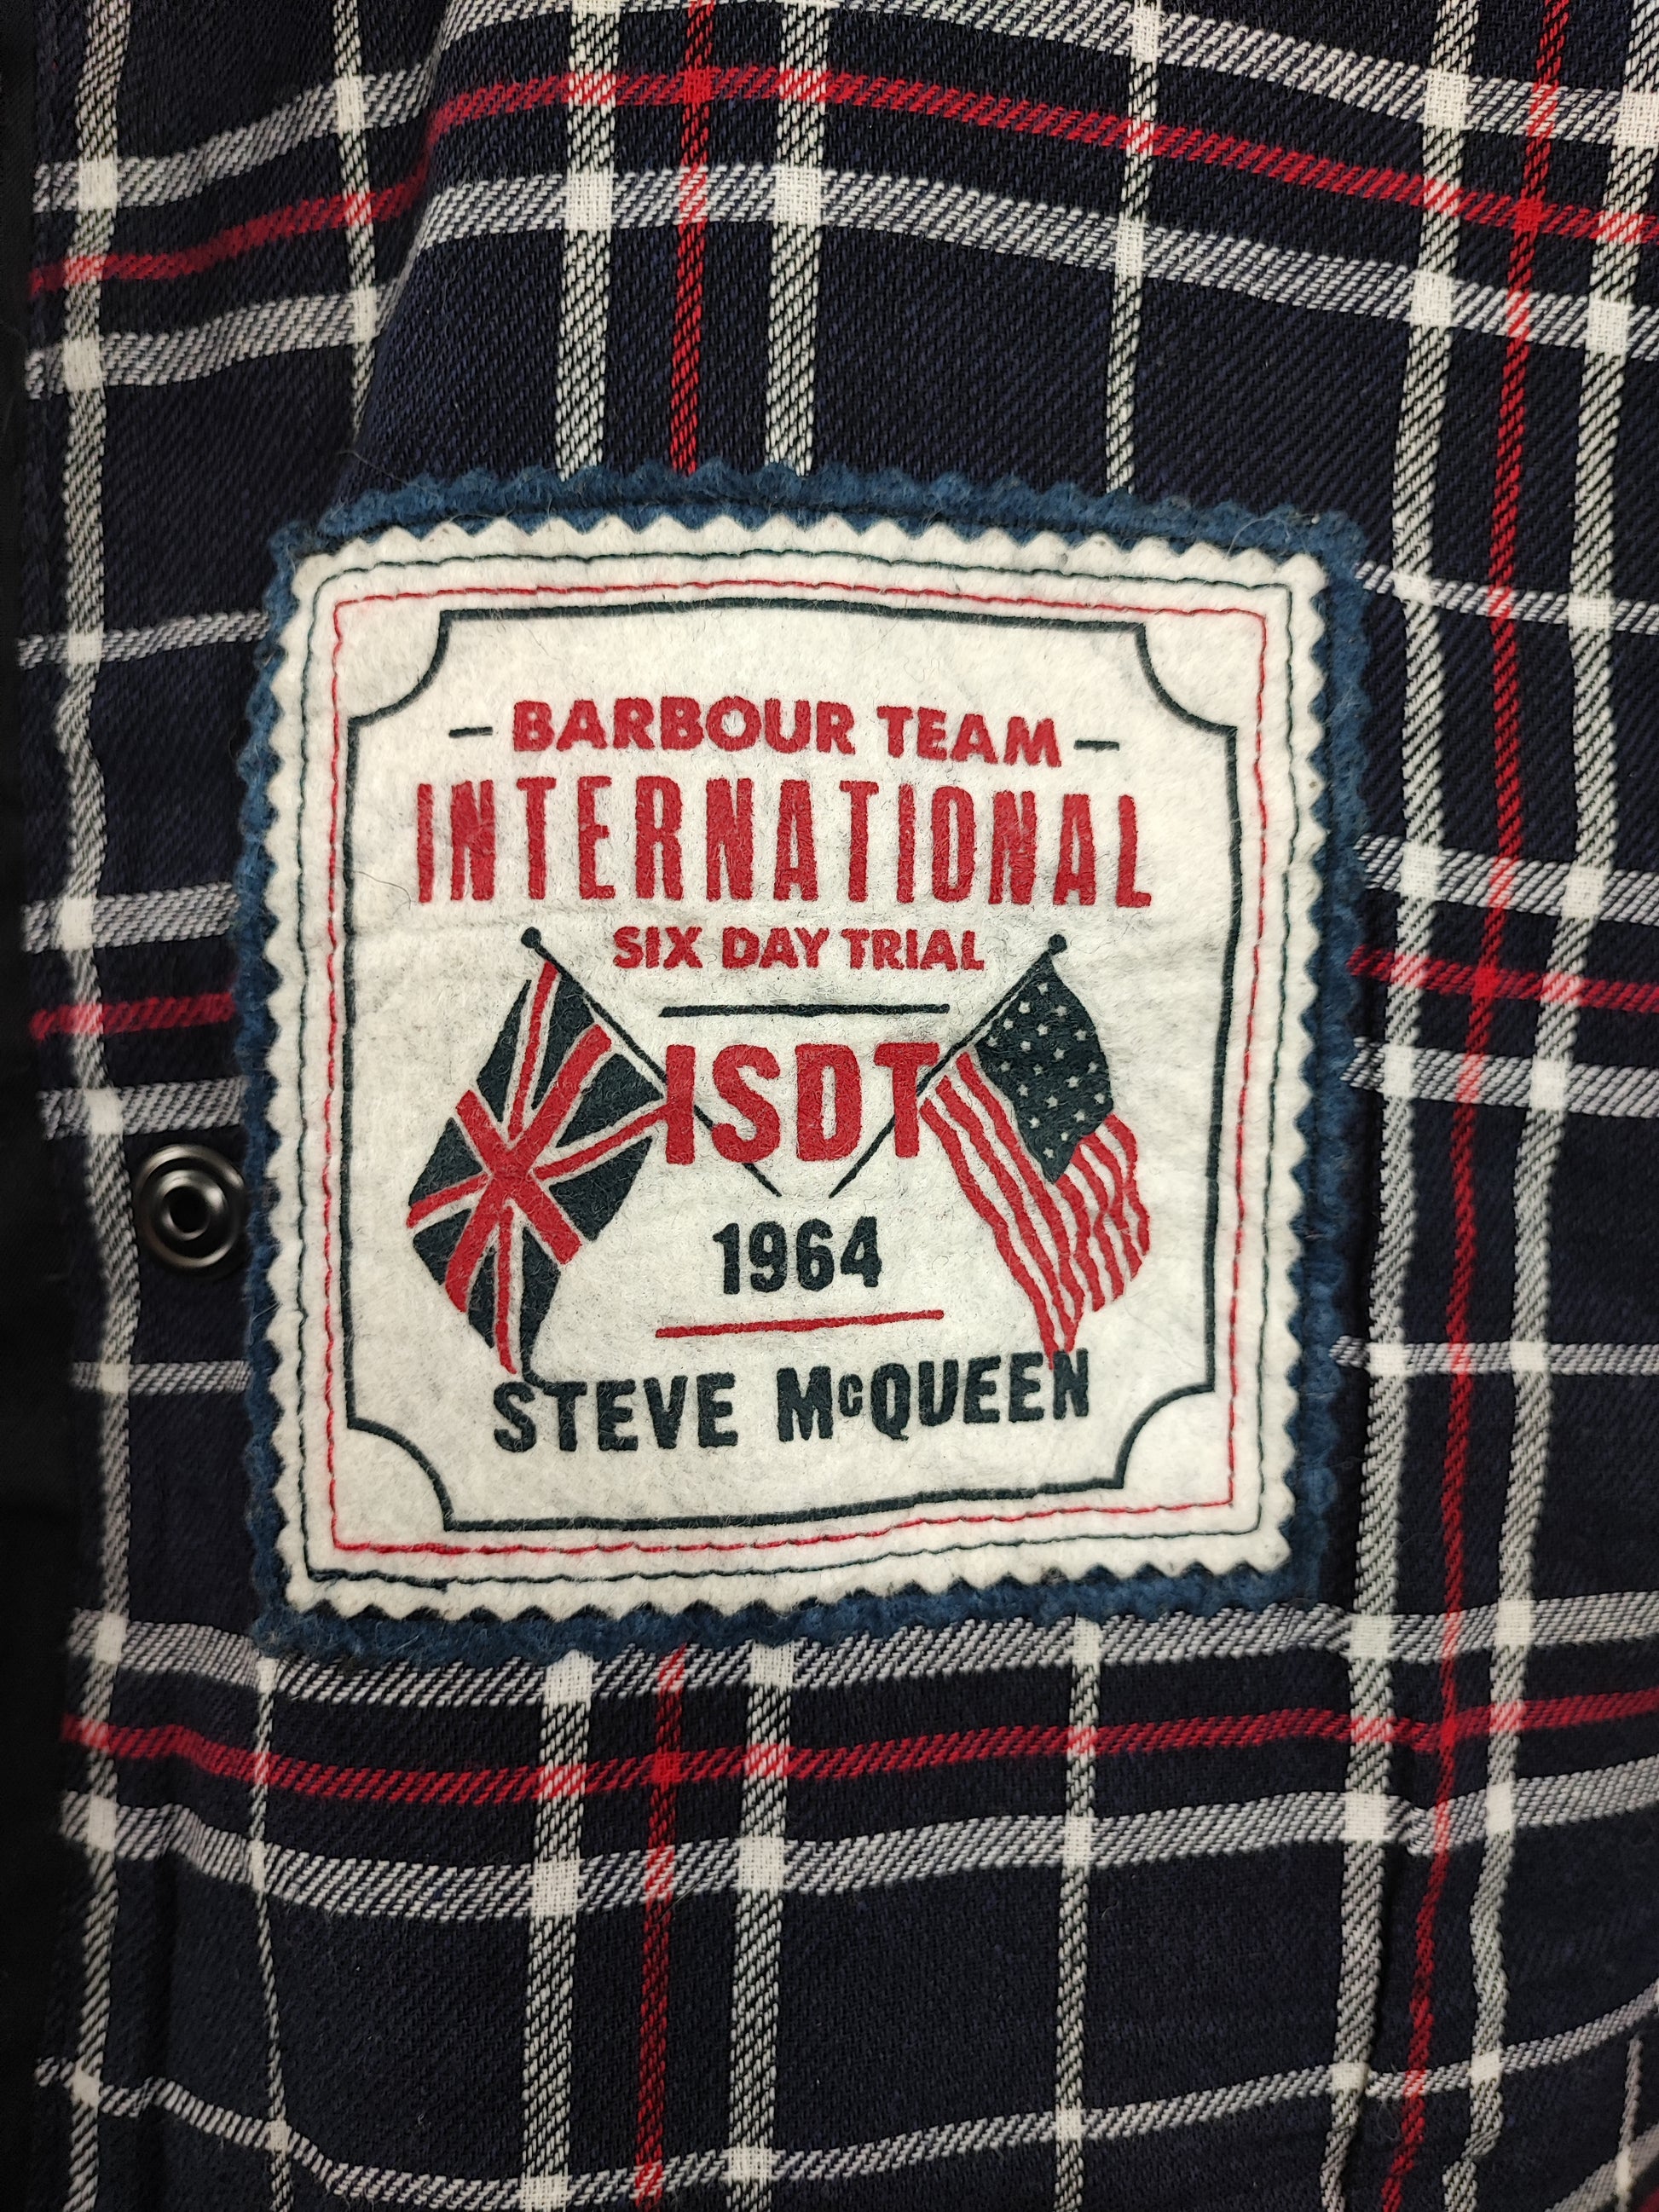 - BARBOUR TEAM -
INTERNATIONAL
SIX DAY TRIAL
ISDT
1964
STEVE McQUEEN